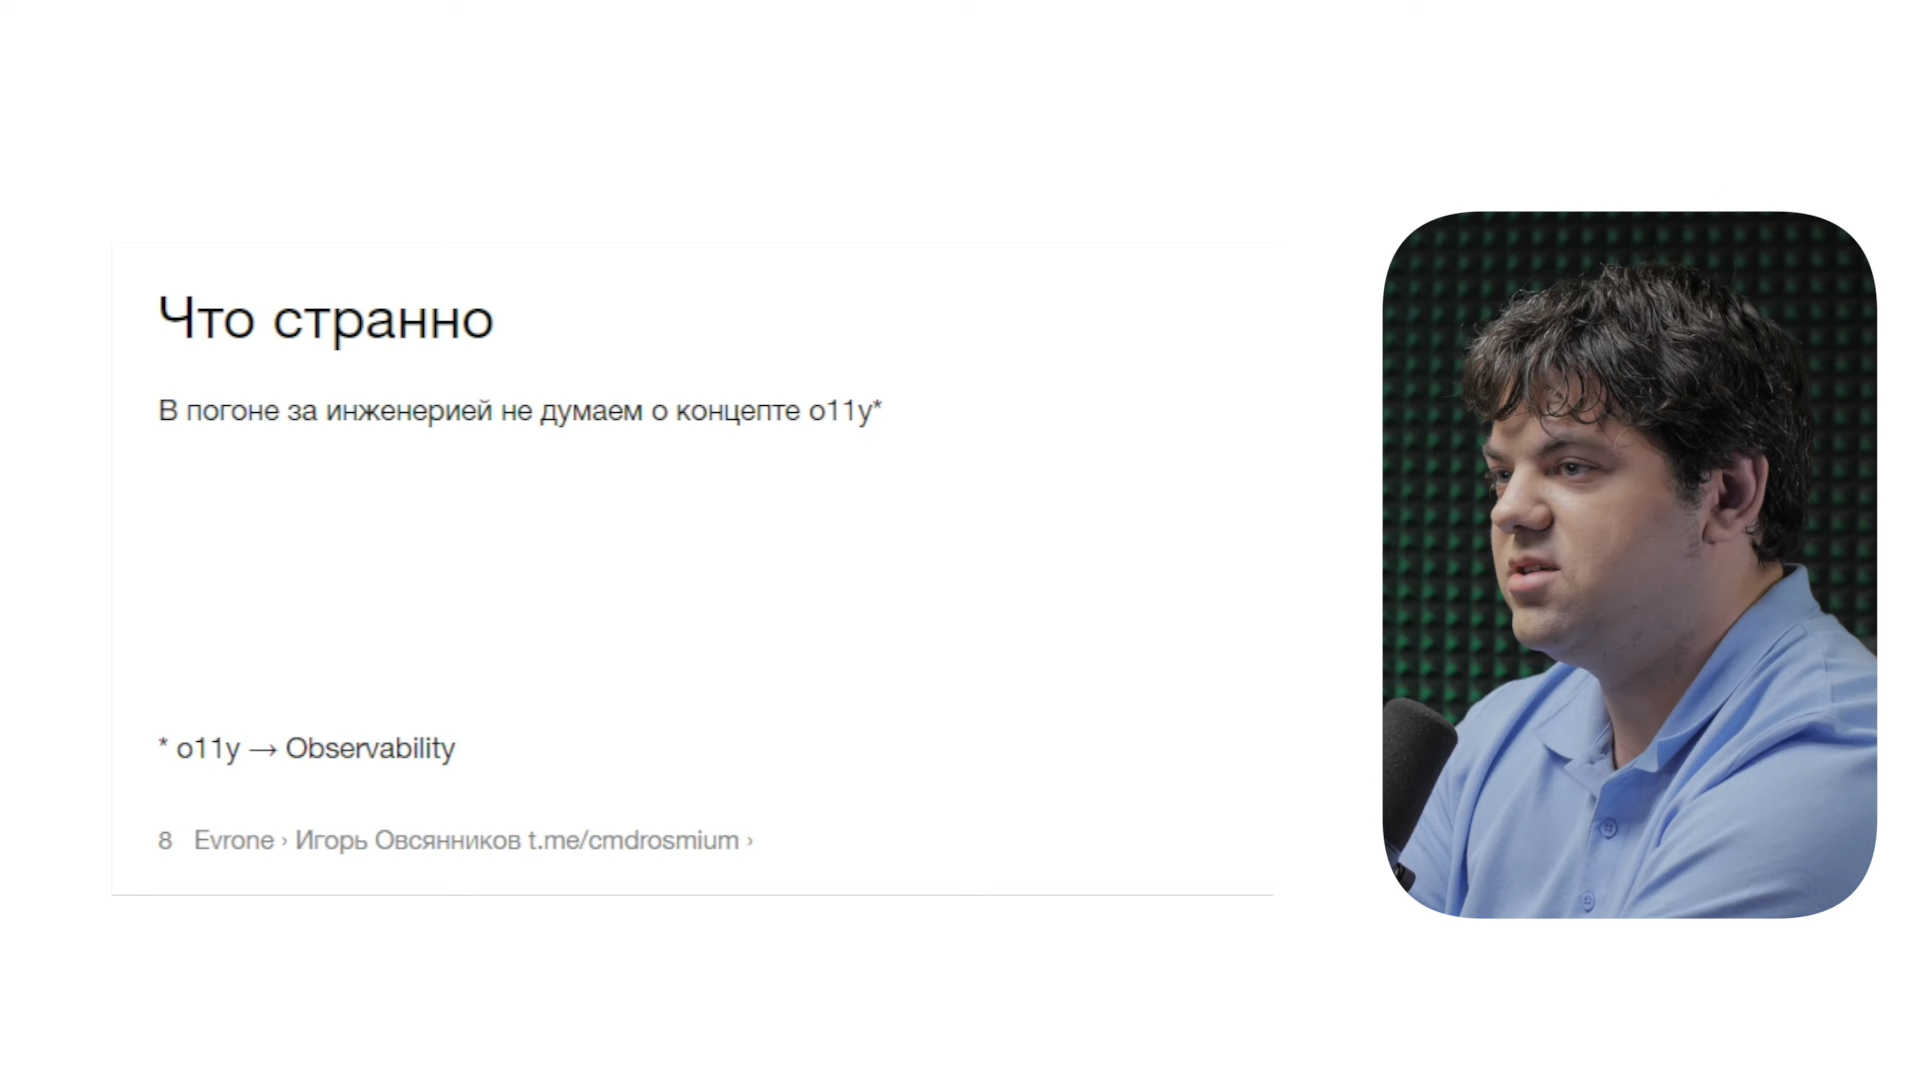 Что странно
В погоне за инженерией не думаем о концепте o11y*
* o11y → Observability
8 Evrone › Игорь Овсянников t.me/cmdrosmium ›